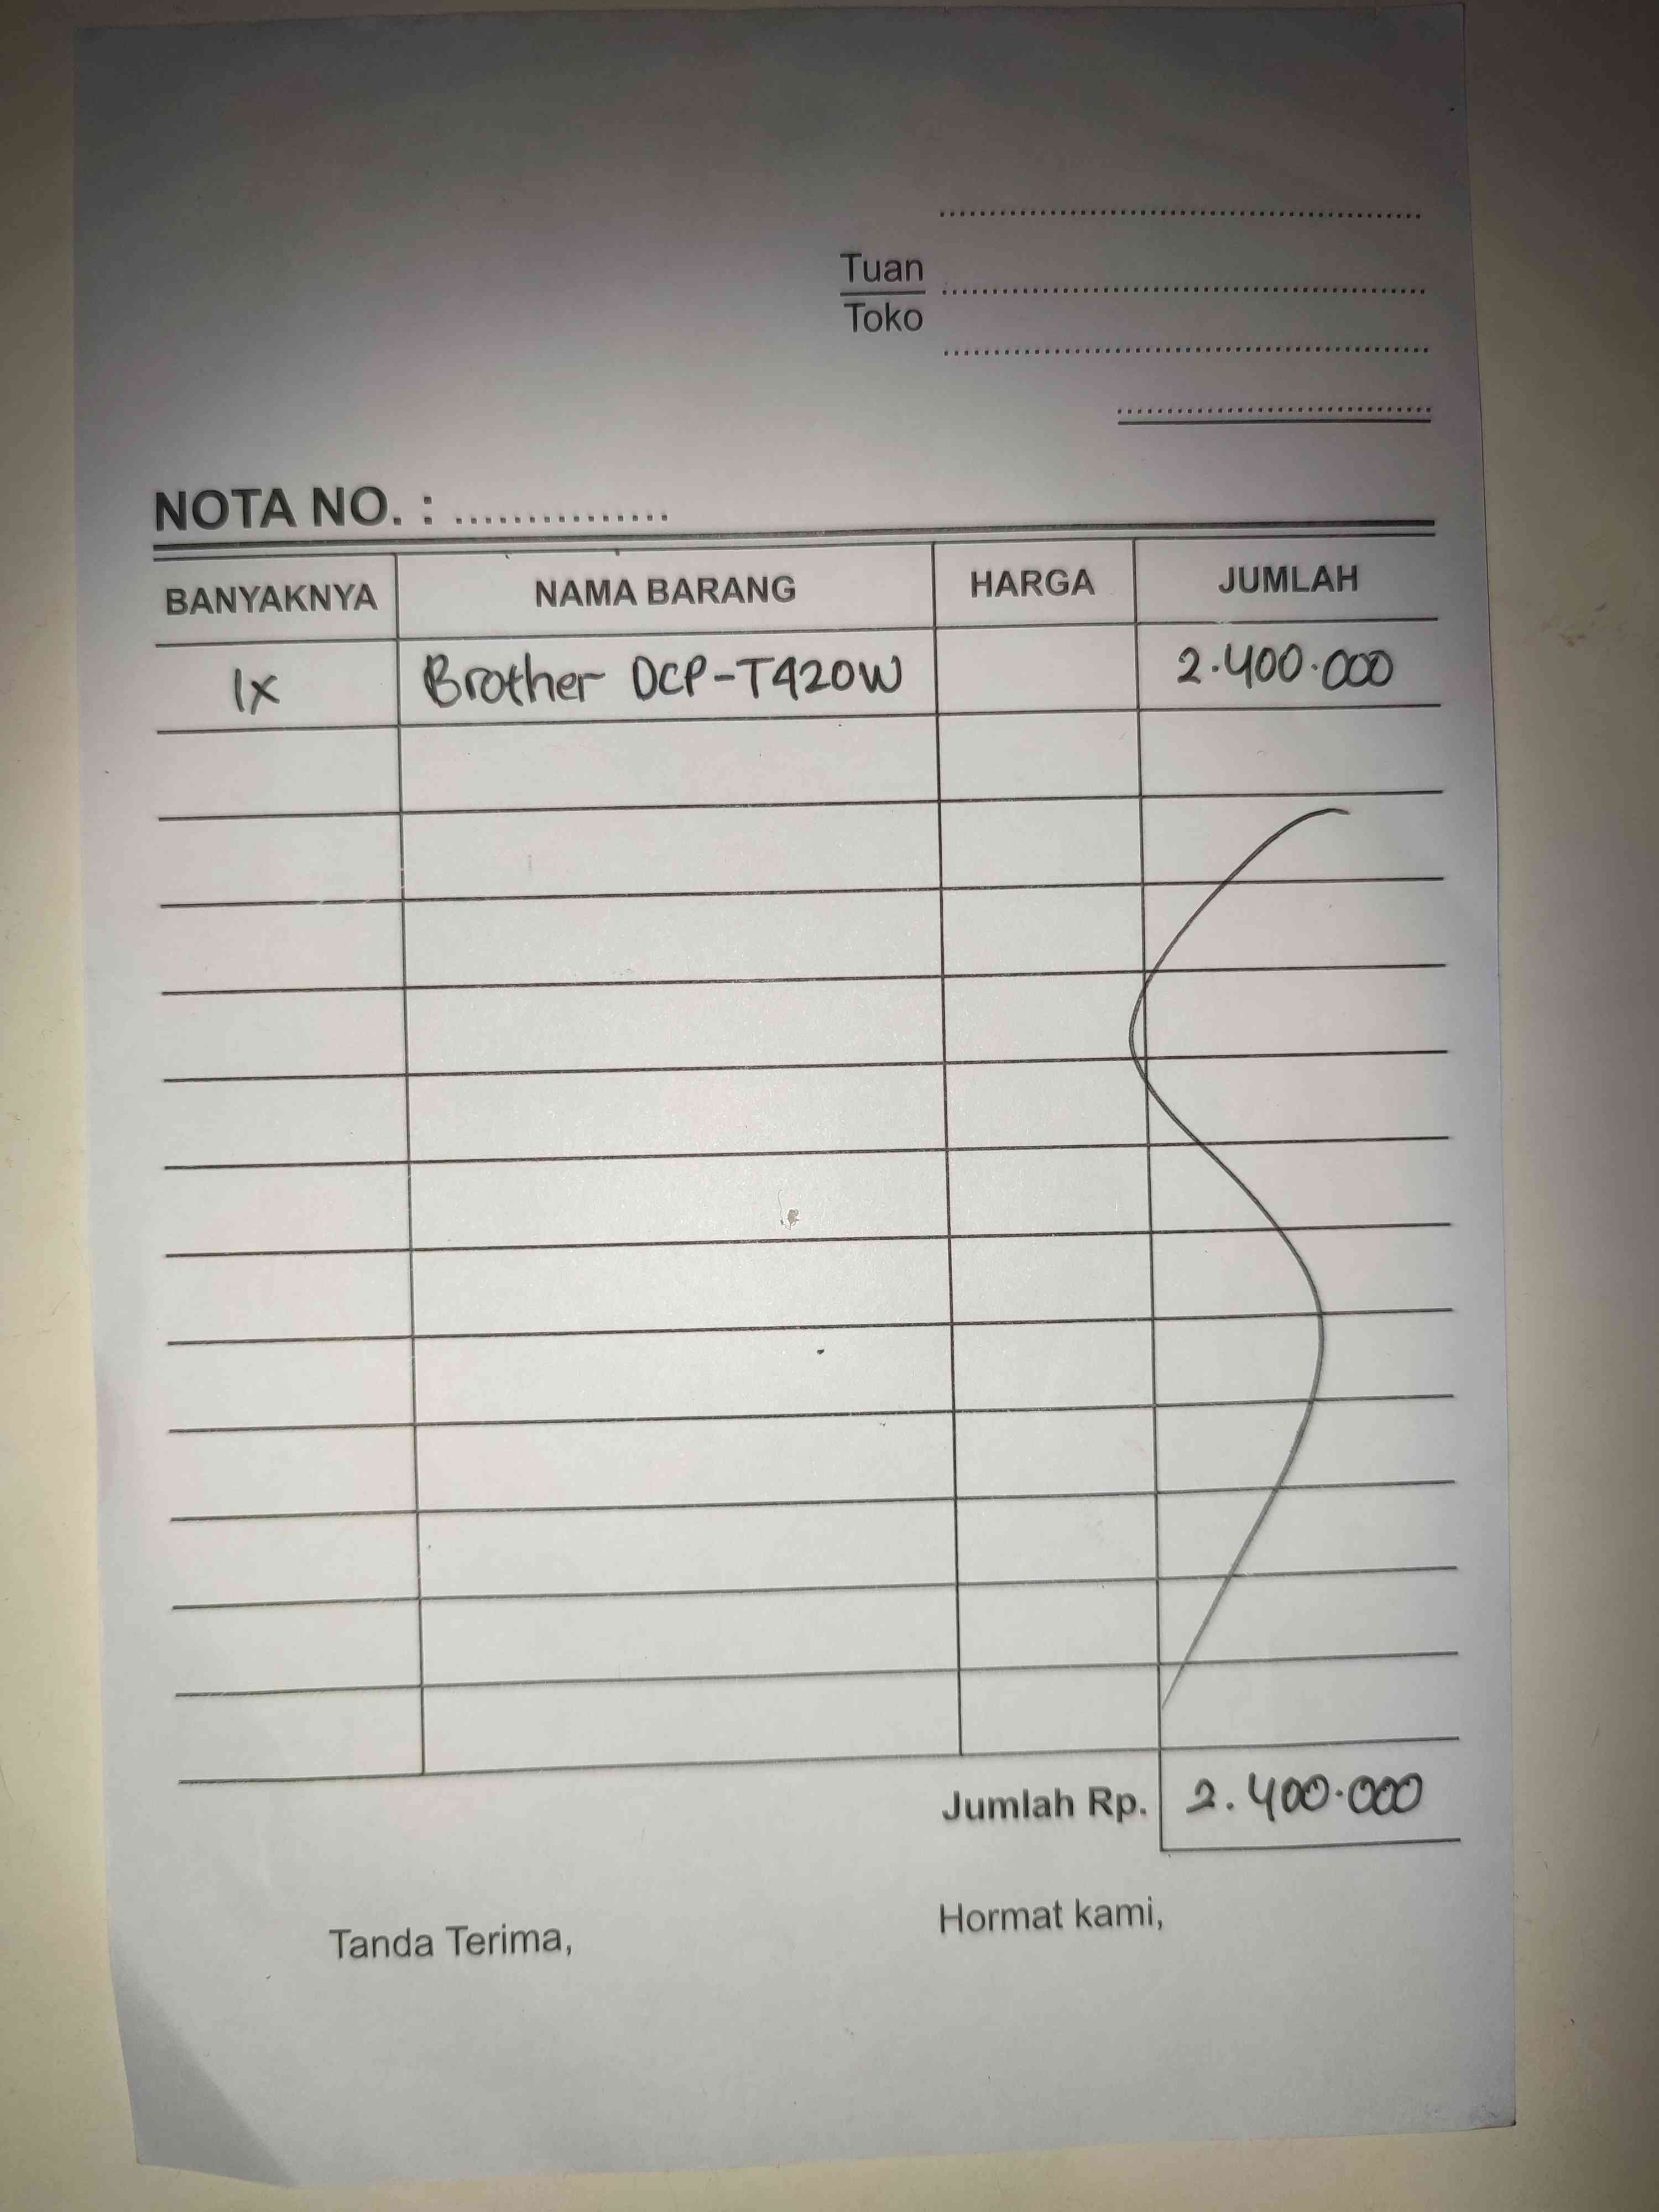 Tuan
Toko
NOTA NO. : ...............
BANYAKNYA NAMA BARANG HARGA JUMLAH
1x Brother DCP-T420W 2.400.000
Jumlah Rp. 2.400.000
Tanda Terima, Hormat kami,